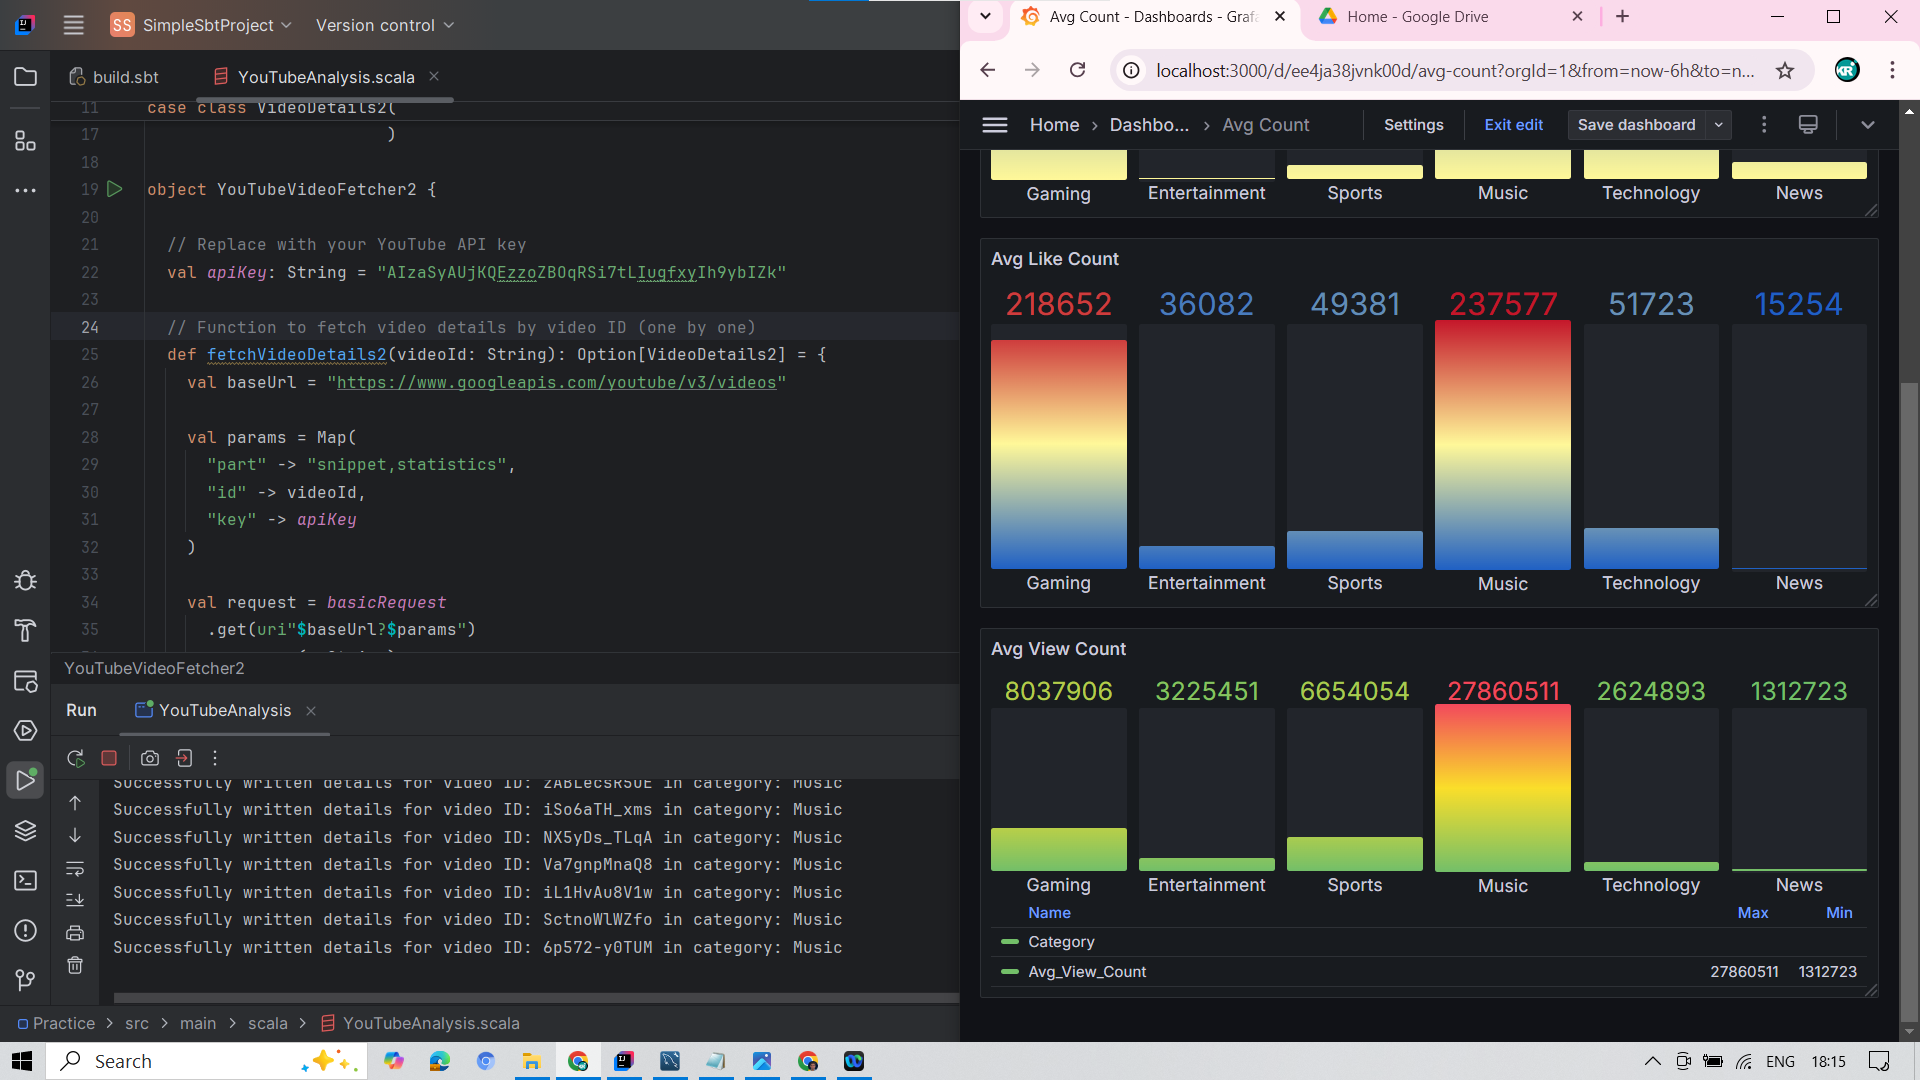 SS SimpleSbtProject Version control
build.sbt
YouTubeAnalysis.scala
11 case class VideoDetails2(
17 )
18
19 object YouTubeVideoFetcher2 {
20
21 // Replace with your YouTube API key
22 val apiKey: String = "AIzaSyAUjKQEzzoZBOqRSi7tLIugfxyIh9ybIZk"
23
24 // Function to fetch video details by video ID (one by one)
25 def fetchVideoDetails2(videoId: String): Option[VideoDetails2] = {
26 val baseUrl = "https://www.googleapis.com/youtube/v3/videos"
27
28 val params = Map(
29 "part" -> "snippet,statistics",
30 "id" -> videoId,
31 "key" -> apiKey
32 )
33
34 val request = basicRequest
35 .get(uri"$baseUrl?$params")
YouTubeVideoFetcher2
Run YouTubeAnalysis
Successfully written details for video ID: 2ABLecsR5UE in category: Music
Successfully written details for video ID: iSo6aTH_xms in category: Music
Successfully written details for video ID: NX5yDs_TLqA in category: Music
Successfully written details for video ID: Va7gnpMnaQ8 in category: Music
Successfully written details for video ID: iL1HvAu8V1w in category: Music
Successfully written details for video ID: SctnoWlWZfo in category: Music
Successfully written details for video ID: 6p572-y0TUM in category: Music
Practice > src > main > scala > YouTubeAnalysis.scala
Avg Count - Dashboards - Grafa
Home - Google Drive
localhost:3000/d/ee4ja38jvnk00d/avg-count?orgId=1&from=now-6h&to=n...
KR
Home > Dashbo... > Avg Count
Settings
Exit edit
Save dashboard
Gaming Entertainment Sports Music Technology News
Avg Like Count
218652 36082 49381 237577 51723 15254
Gaming Entertainment Sports Music Technology News
Avg View Count
8037906 3225451 6654054 27860511 2624893 1312723
Gaming Entertainment Sports Music Technology News
Name Max Min
Category
Avg_View_Count 27860511 1312723
Search
ENG 18:15